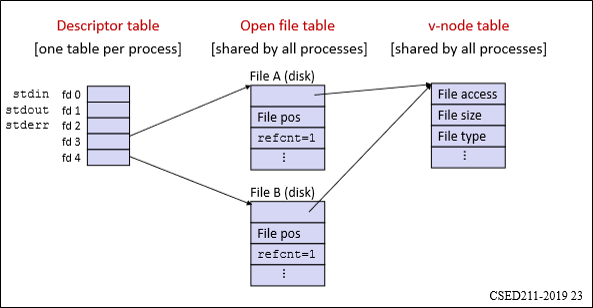 Descriptor table
[one table per process]
Open file table
[shared by all processes]
v-node table
[shared by all processes]
stdin fd 0
stdout fd 1
stderr fd 2
fd 3
fd 4
File A (disk)
File pos
refcnt=1
⋮
File B (disk)
File pos
refcnt=1
⋮
File access
File size
File type
⋮
CSED211-2019 23